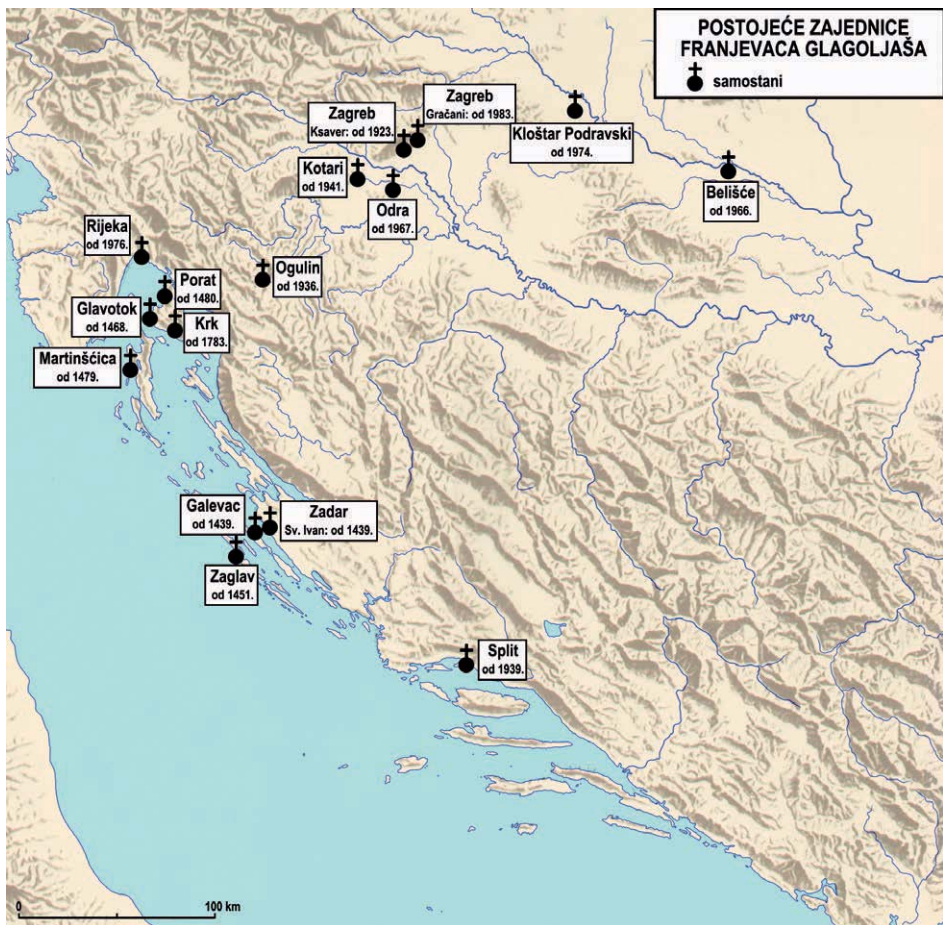 POSTOJEĆE ZAJEDNICE
FRANJEVACA GLAGOLJAŠA
samostani
Zagreb
Ksaver: od 1923.
Zagreb
Gračani: od 1983.
Kloštar Podravski
od 1974.
Kotari
od 1941.
Odra
od 1967.
Belišće
od 1966.
Rijeka
od 1976.
Porat
od 1480.
Ogulin
od 1936.
Glavotok
od 1468.
Krk
od 1783.
Martinšćica
od 1479.
Galevac
od 1439.
Zadar
Sv. Ivan: od 1439.
Zaglav
od 1451.
Split
od 1939.
0 100 km